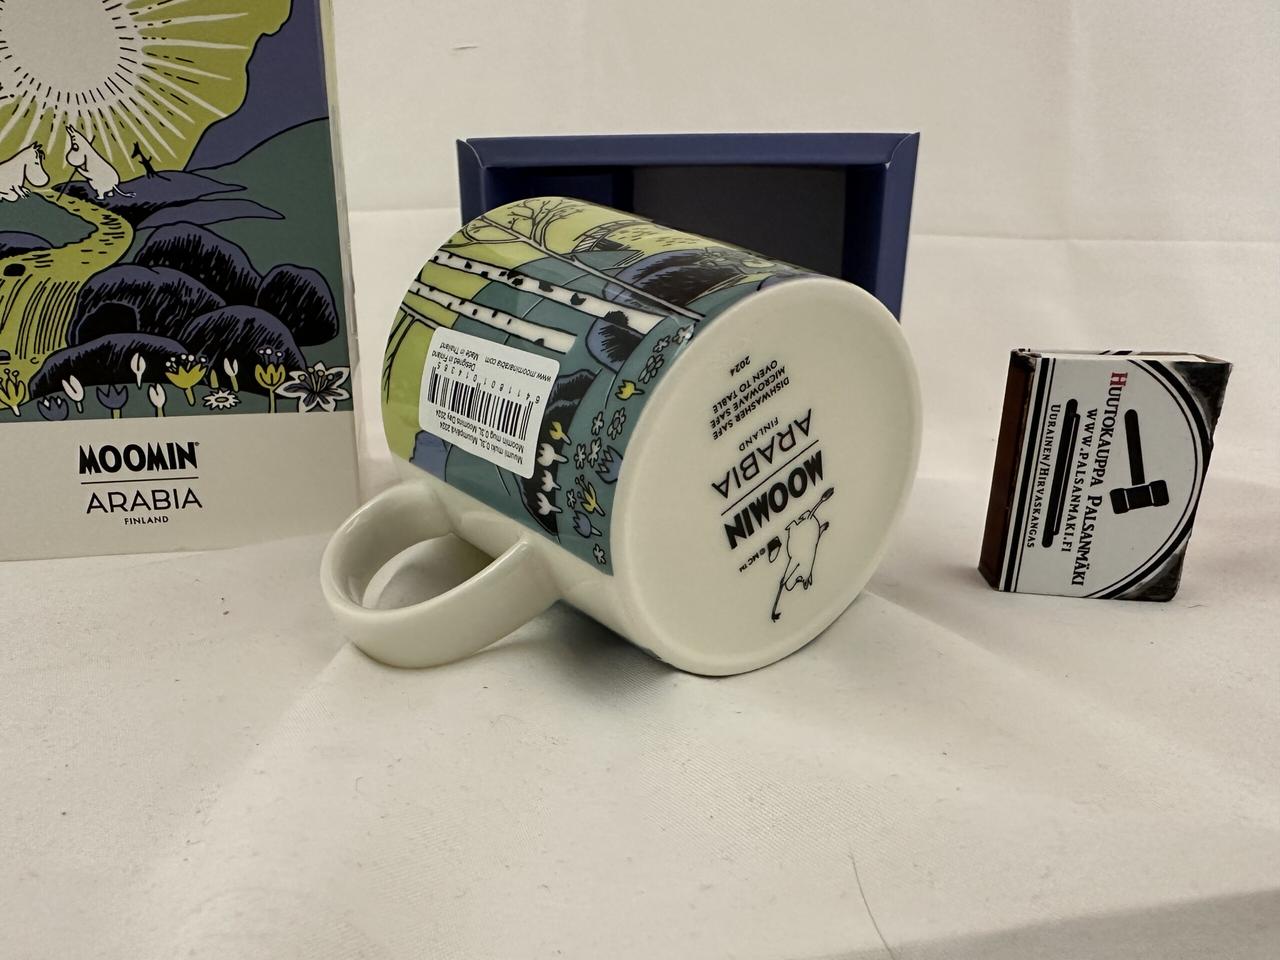 MOOMIN®
ARABIA
FINLAND
Muumi muki 0.3L Muumipäivä 2024
Moomin mug 0.3L Moomins Day 2024
Designed in Finland
Made in Thailand
www.moominarabia.com
© MC™
MOOMIN
ARABIA
FINLAND
DISHWASHER SAFE
MICROWAVE SAFE
OVEN TO TABLE
2024
HUUTOKAUPPA PALSANMÄKI
WWW.PALSANMAKI.FI
UURAINEN/HIRVASKANGAS